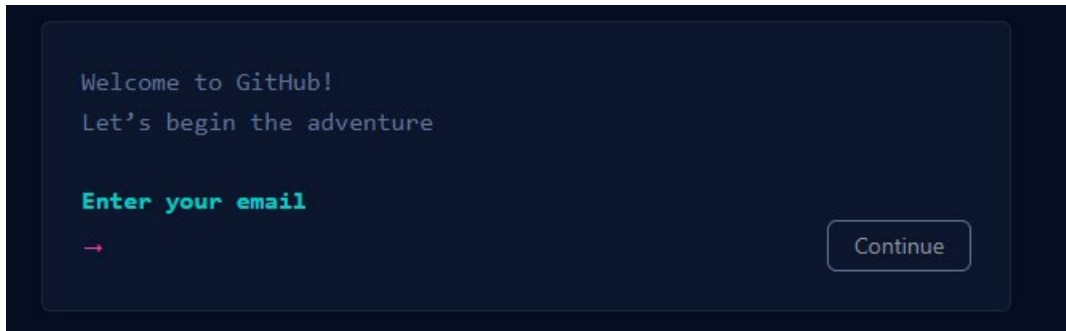 Welcome to GitHub!
Let’s begin the adventure
Enter your email
→
Continue